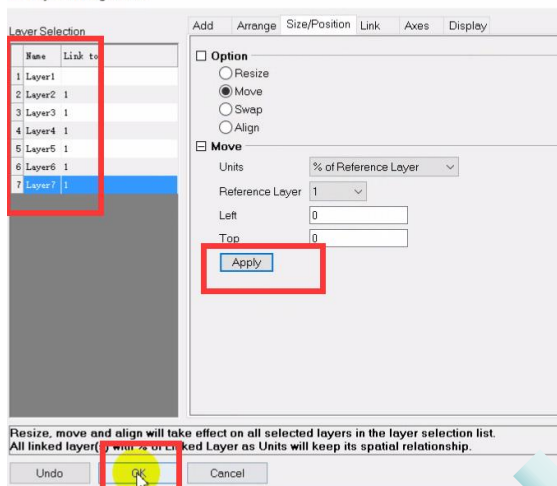 Layer Selection
Add Arrange Size/Position Link Axes Display
Name Link to
1 Layer1
2 Layer2 1
3 Layer3 1
4 Layer4 1
5 Layer5 1
6 Layer6 1
7 Layer7 1
Option
Resize
Move
Swap
Align
Move
Units % of Reference Layer
Reference Layer 1
Left 0
Top 0
Apply
Resize, move and align will take effect on all selected layers in the layer selection list.
All linked layer(s) with % of Linked Layer as Units will keep its spatial relationship.
Undo OK Cancel